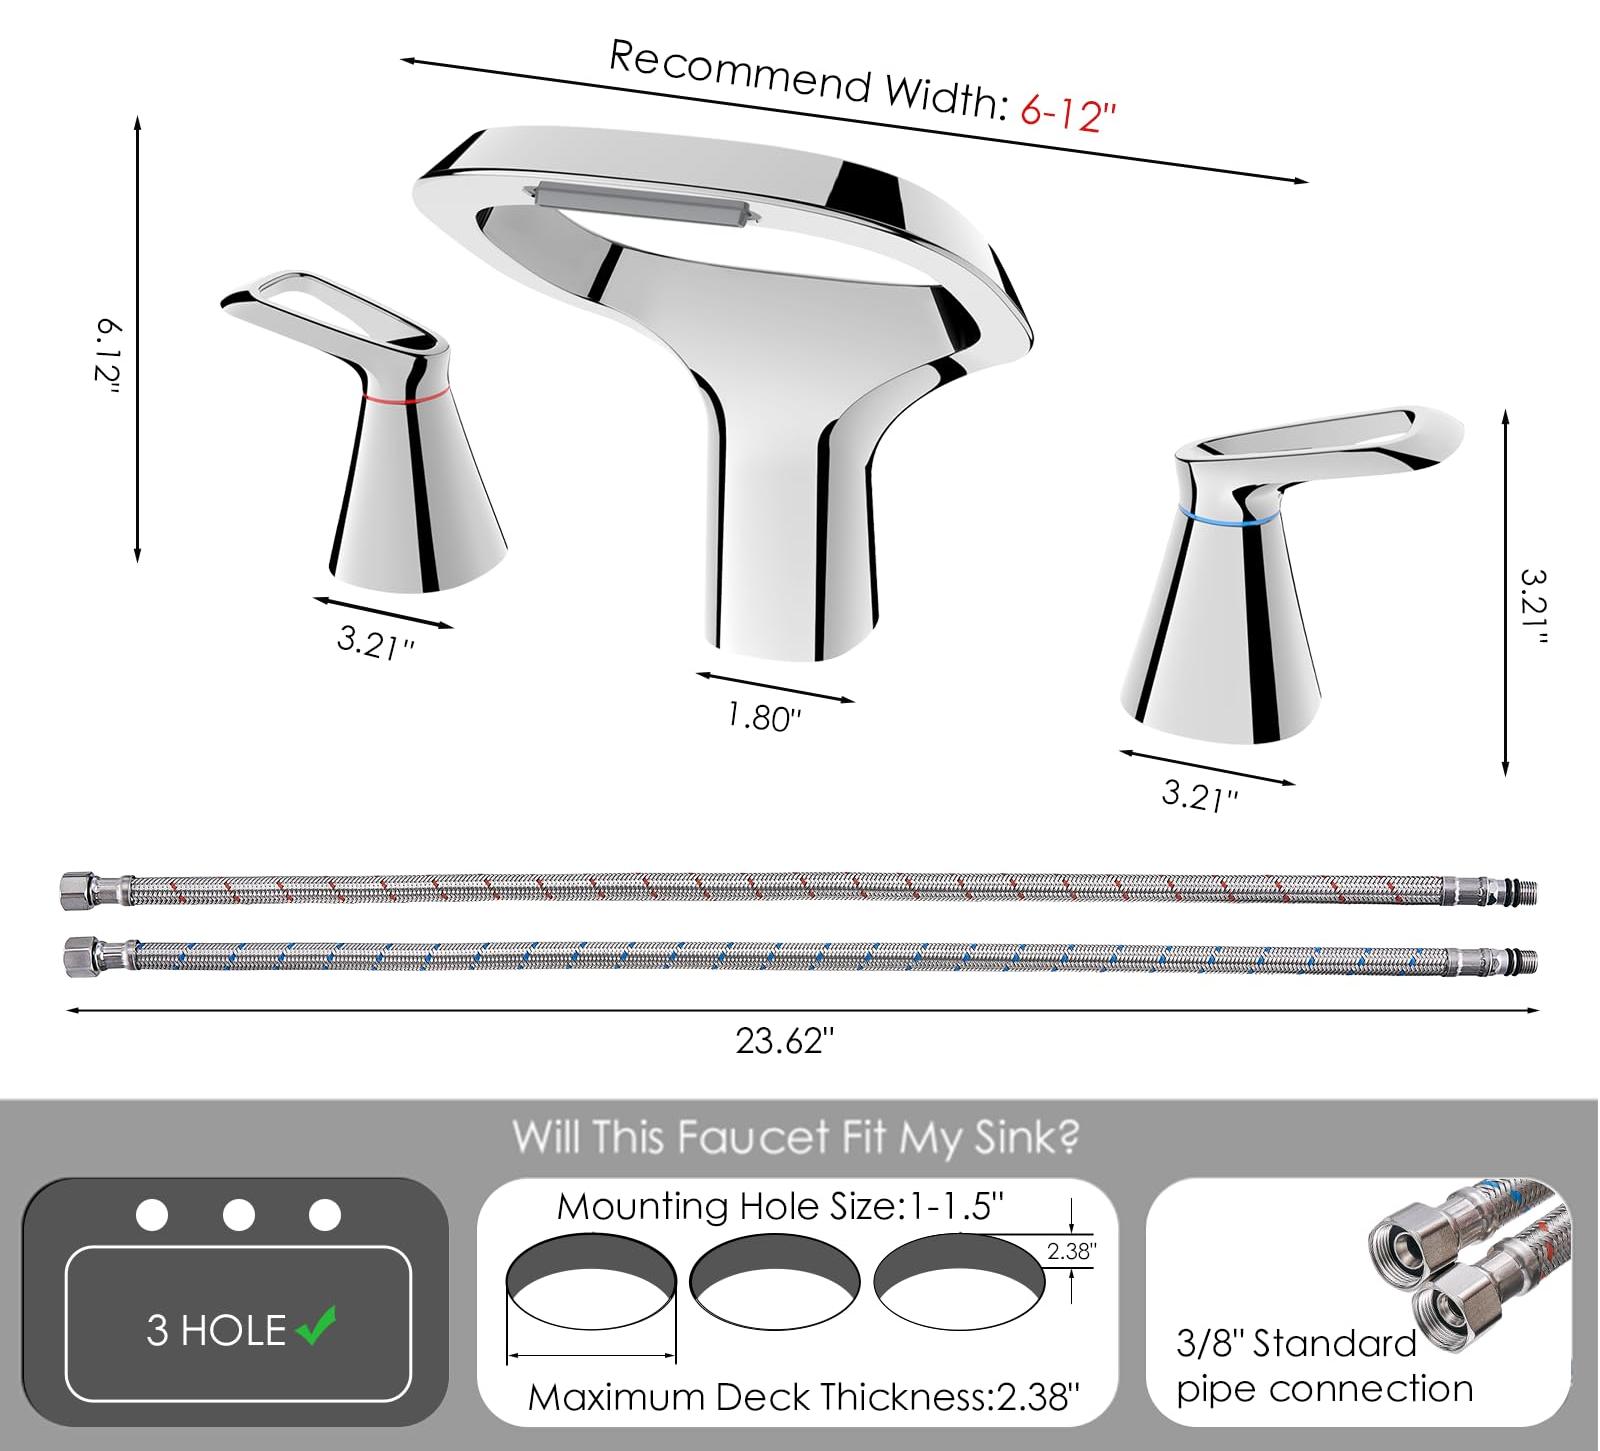 Recommend Width: 6-12"
6.12"
3.21"
1.80"
3.21"
3.21"
23.62"
Will This Faucet Fit My Sink?
3 HOLE
Mounting Hole Size:1-1.5"
2.38"
Maximum Deck Thickness:2.38"
3/8" Standard
pipe connection